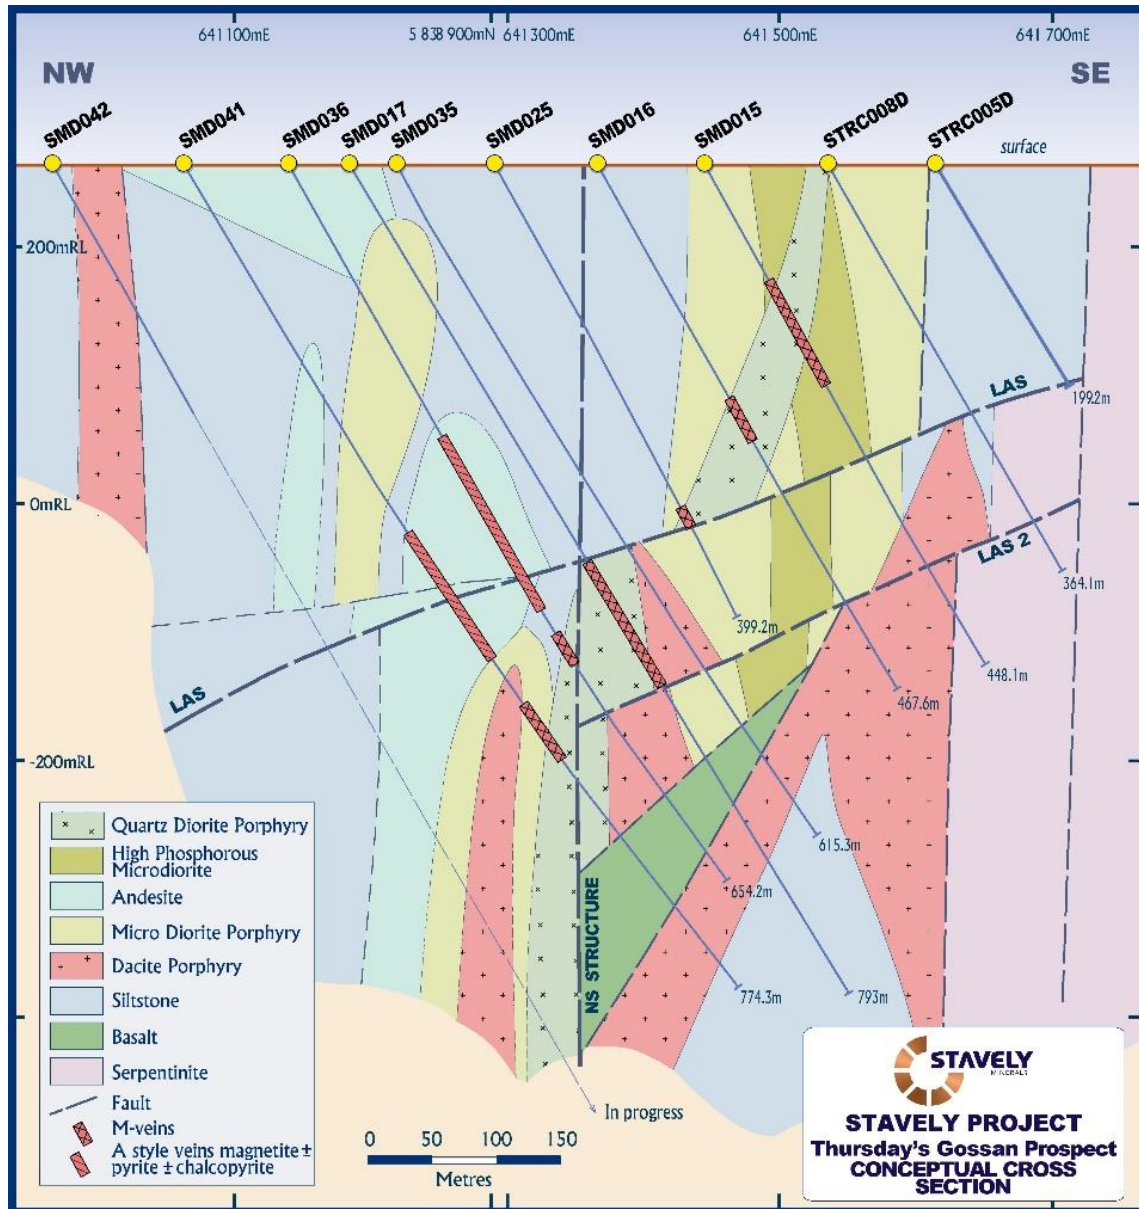 641 100mE
5 838 900mN
641 300mE
641 500mE
641 700mE
NW
SE
SMD042
SMD041
SMD036
SMD017
SMD035
SMD025
SMD016
SMD015
STRC008D
STRC005D
surface
200mRL
LAS
199.2m
0mRL
LAS 2
364.1m
399.2m
448.1m
LAS
467.6m
-200mRL
615.3m
654.2m
NS STRUCTURE
774.3m
793m
Quartz Diorite Porphyry
High Phosphorous
Microdiorite
Andesite
Micro Diorite Porphyry
Dacite Porphyry
Siltstone
Basalt
Serpentinite
Fault
M-veins
A style veins magnetite ±
pyrite ± chalcopyrite
In progress
0 50 100 150
Metres
STAVELY
MINERALS
STAVELY PROJECT
Thursday's Gossan Prospect
CONCEPTUAL CROSS
SECTION